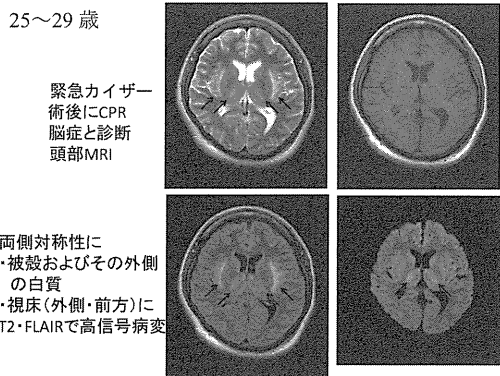 25～29 歳
緊急カイザー
術後にCPR
脳症と診断
頭部MRI
両側対称性に
・被殻およびその外側
の白質
・視床(外側・前方)に
T2・FLAIRで高信号病変